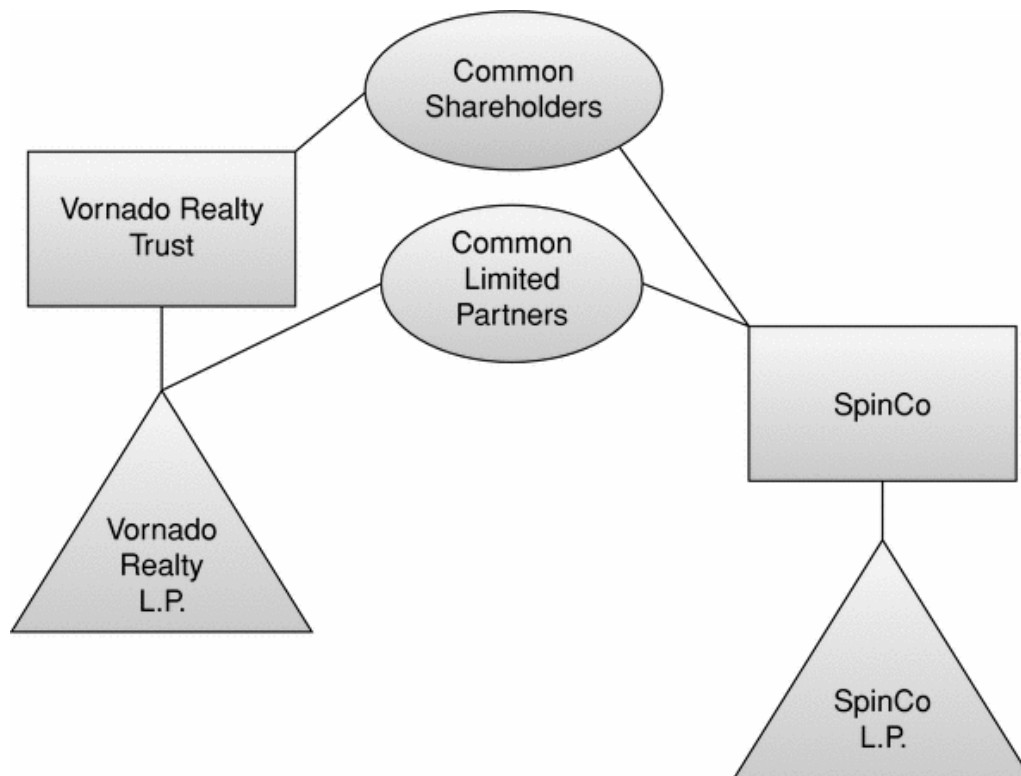 Common
Shareholders
Vornado Realty
Trust
Common
Limited
Partners
SpinCo
Vornado
Realty
L.P.
SpinCo
L.P.